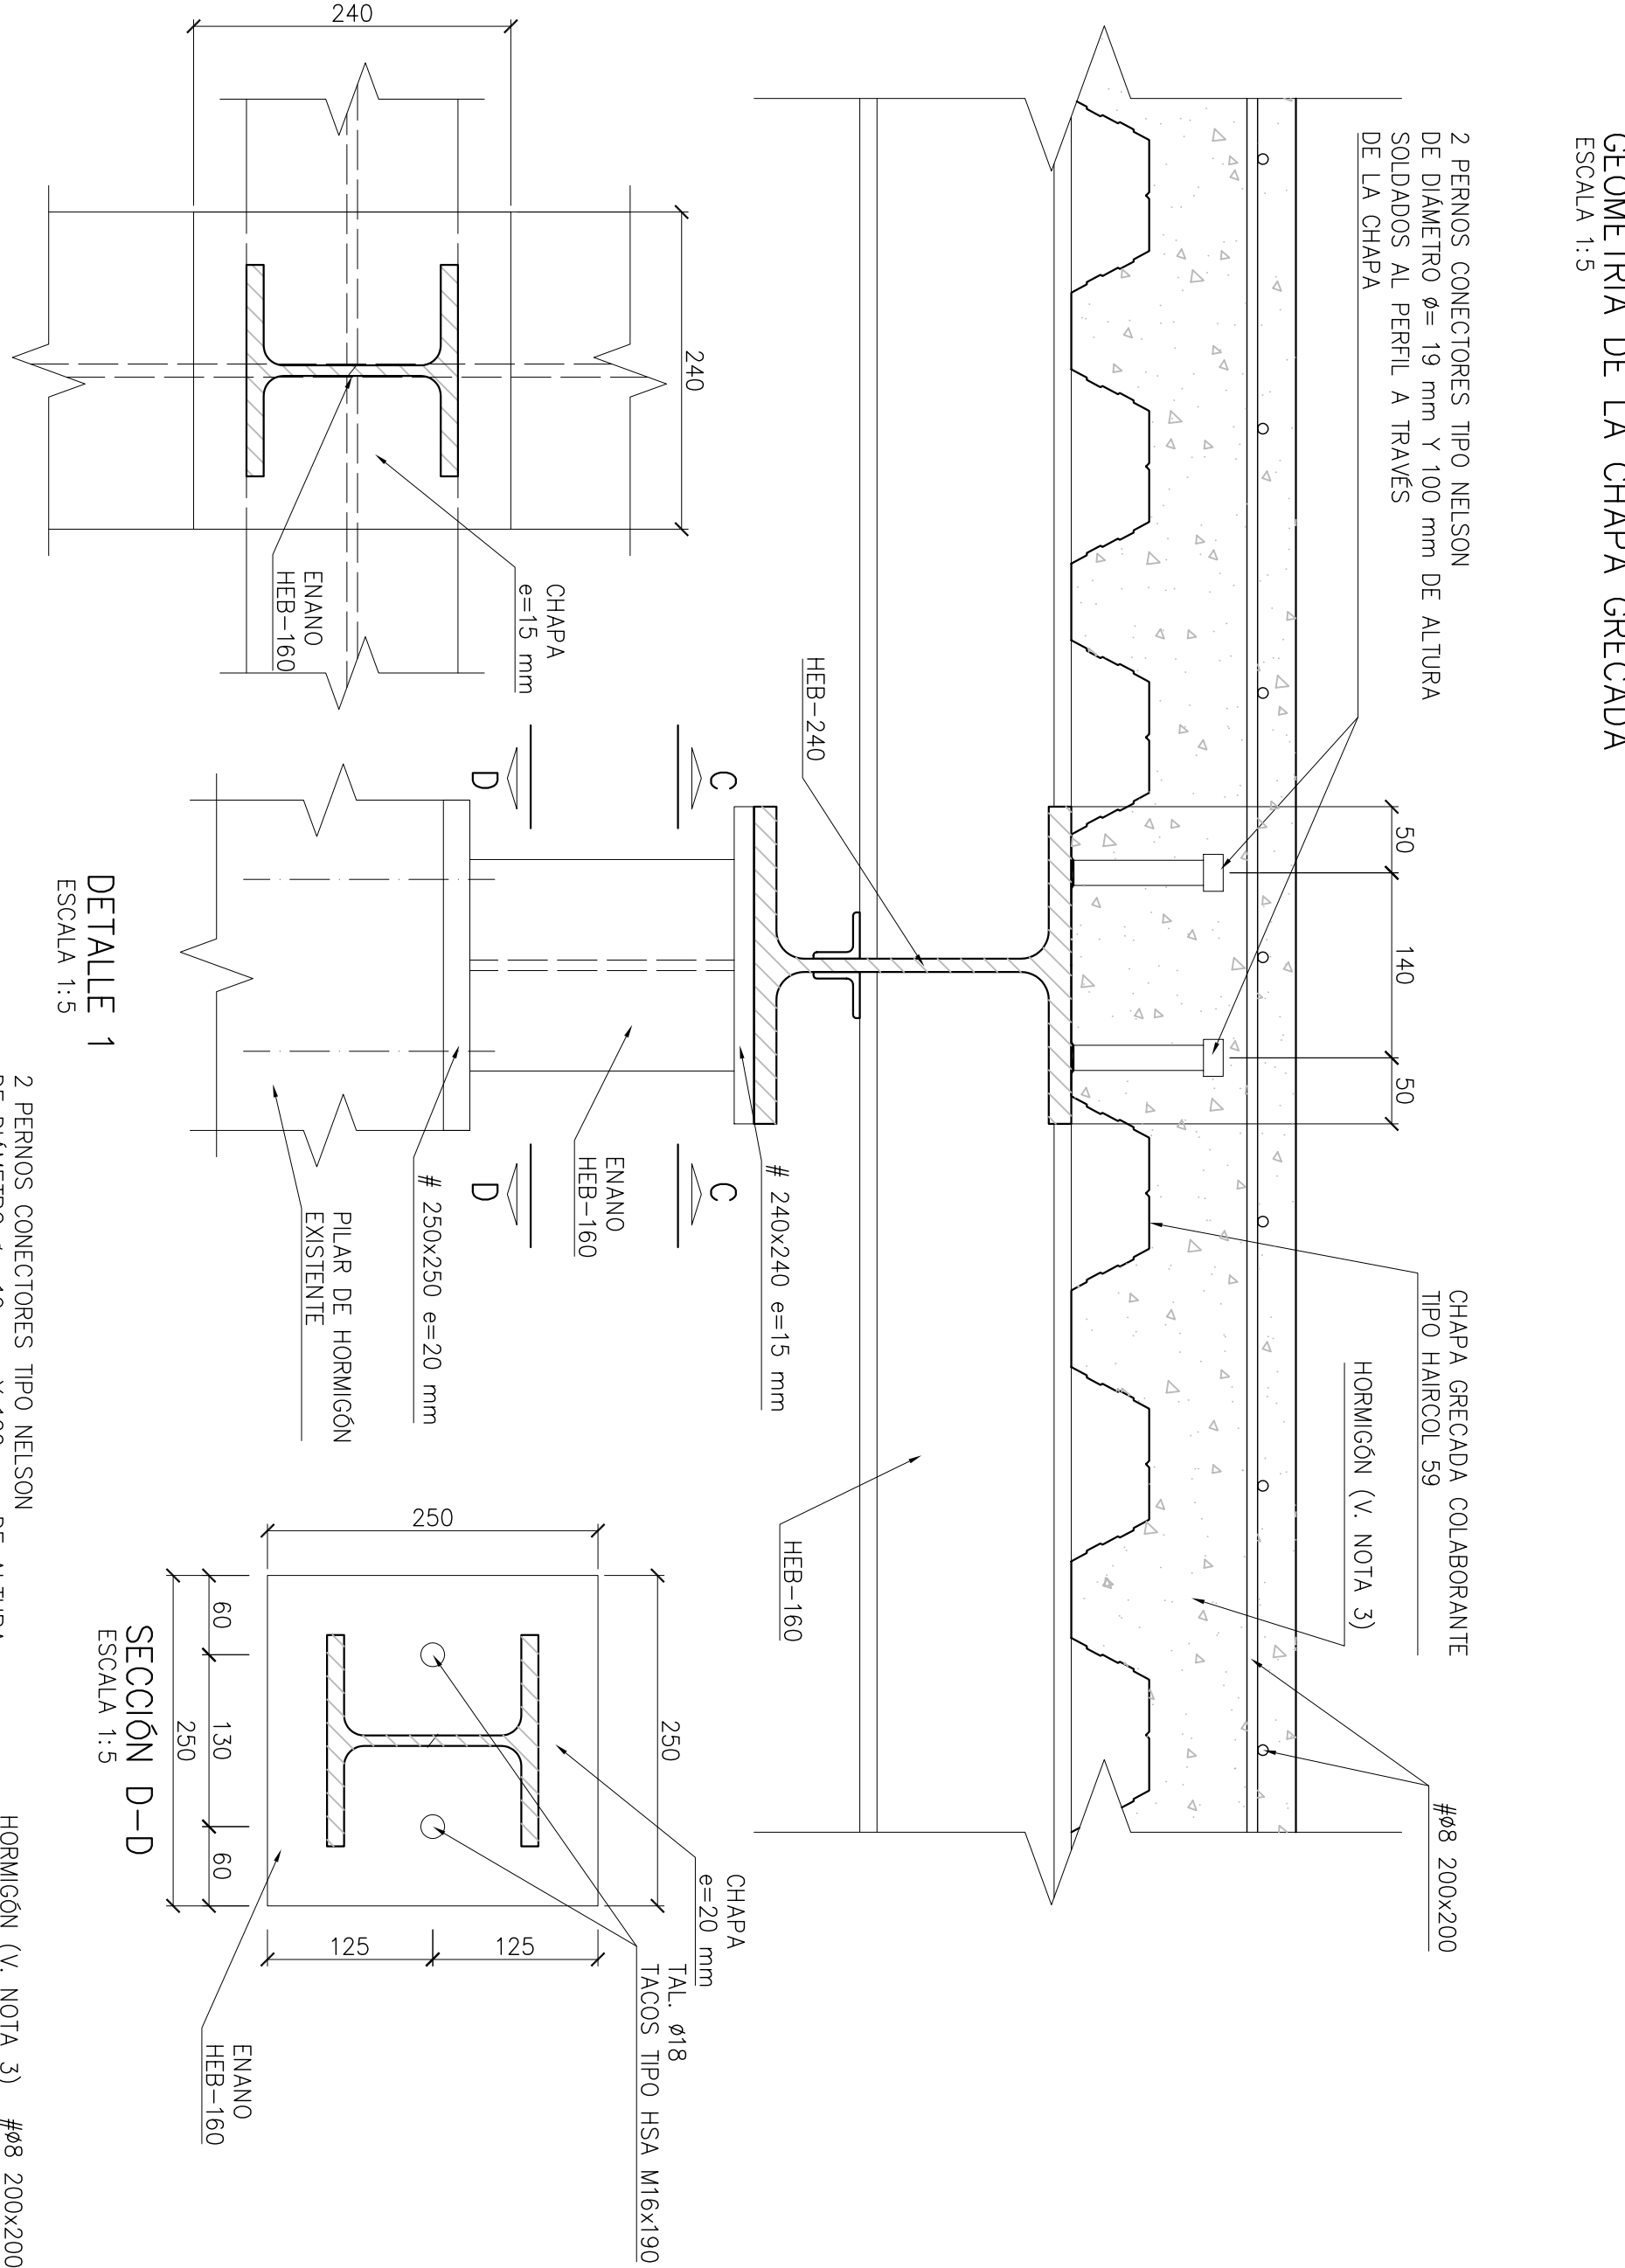 GEOMETRÍA DE LA CHAPA GRECADA
ESCALA 1:5
2 PERNOS CONECTORES TIPO NELSON
DE DIÁMETRO Ø= 19 mm Y 100 mm DE ALTURA
SOLDADOS AL PERFIL A TRAVÉS
DE LA CHAPA
50
140
50
CHAPA GRECADA COLABORANTE
TIPO HAIRCOL 59
HORMIGÓN (V. NOTA 3)
#Ø8 200x200
HEB-240
HEB-160
# 240x240 e=15 mm
C
C
D
D
ENANO
HEB-160
# 250x250 e=20 mm
PILAR DE HORMIGÓN
EXISTENTE
DETALLE 1
ESCALA 1:5
240
240
CHAPA
e=15 mm
ENANO
HEB-160
250
250
CHAPA
e=20 mm
TAL. Ø18
TACOS TIPO HSA M16x190
125
125
60
130
60
250
ENANO
HEB-160
SECCIÓN D-D
ESCALA 1:5
2 PERNOS CONECTORES TIPO NELSON
HORMIGÓN (V. NOTA 3)
#Ø8 200x200